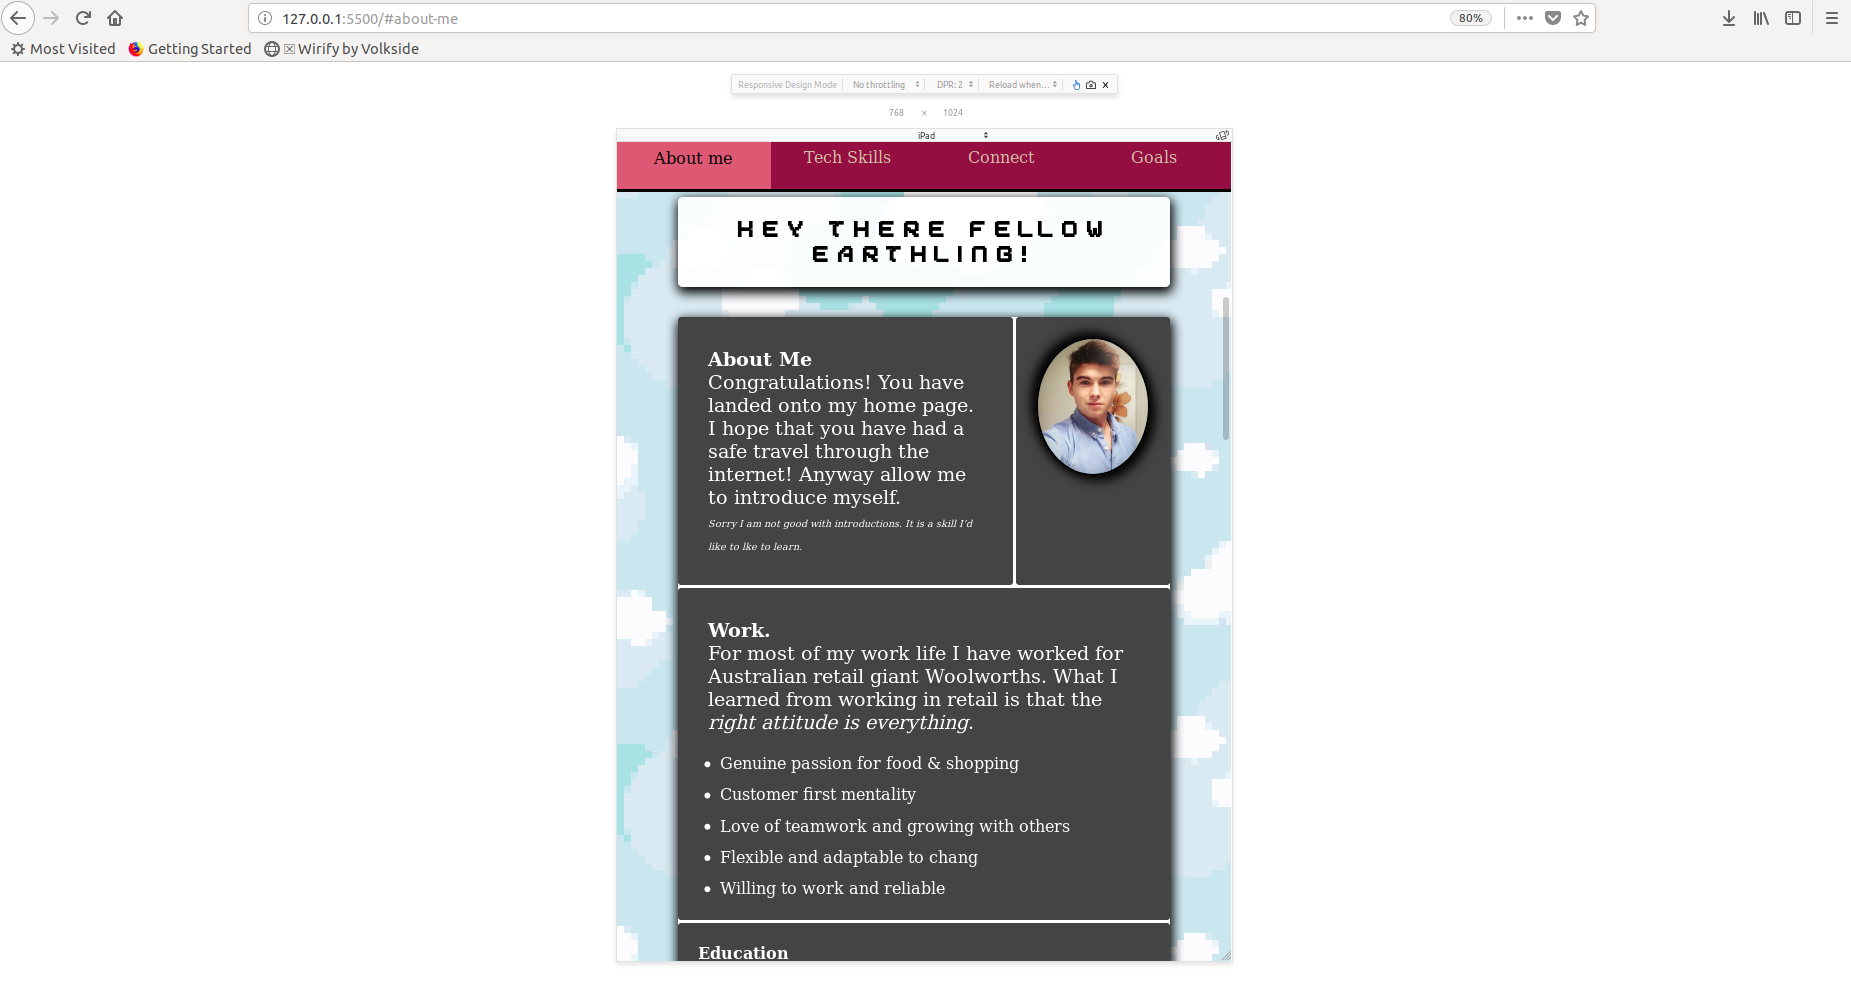 127.0.0.1:5500/#about-me 80%
Most Visited Getting Started Wirify by Volkside
Responsive Design Mode No throttling DPR: 2 Reload when...
768 × 1024
iPad
About me Tech Skills Connect Goals
HEY THERE FELLOW
EARTHLING!
About Me
Congratulations! You have
landed onto my home page.
I hope that you have had a
safe travel through the
internet! Anyway allow me
to introduce myself.
Sorry I am not good with introductions. It is a skill I'd
like to lke to learn.
Work.
For most of my work life I have worked for
Australian retail giant Woolworths. What I
learned from working in retail is that the
right attitude is everything.
• Genuine passion for food & shopping
• Customer first mentality
• Love of teamwork and growing with others
• Flexible and adaptable to chang
• Willing to work and reliable
Education